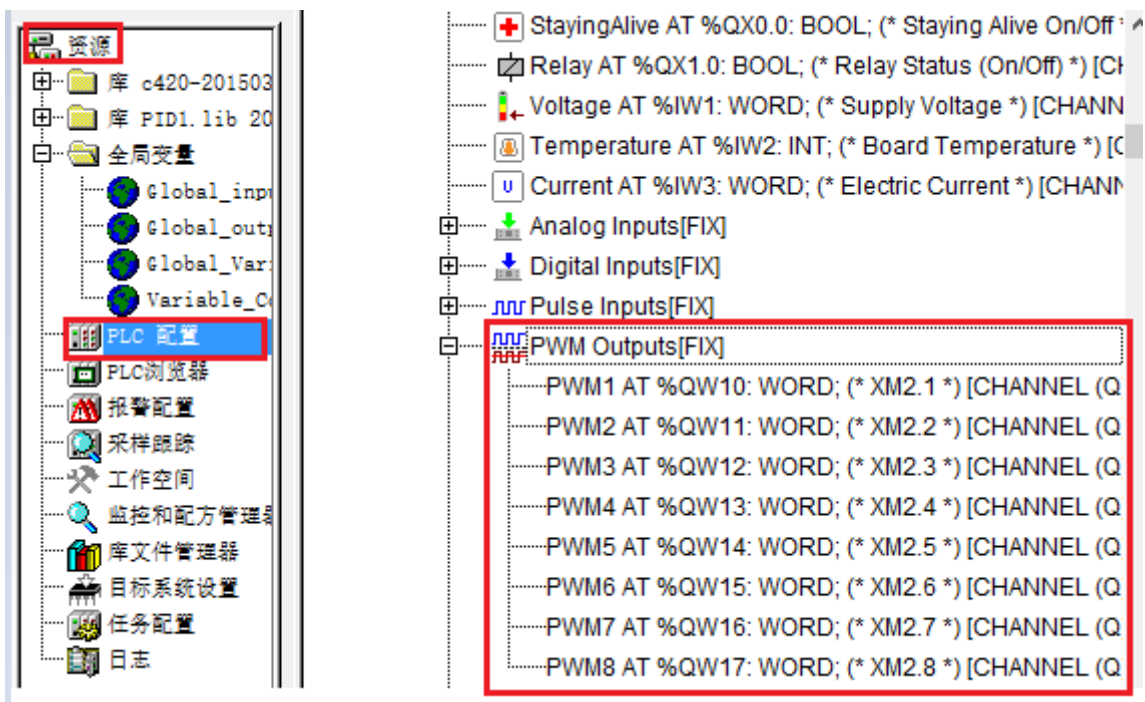 资源
库 c420-201503
库 PID1.lib 20
全局变量
Global_inp
Global_out
Global_Var
Variable_Co
PLC 配置
PLC浏览器
报警配置
采样跟踪
工作空间
监控和配方管理器
库文件管理器
目标系统设置
任务配置
日志
StayingAlive AT %QX0.0: BOOL; (* Staying Alive On/Off *
Relay AT %QX1.0: BOOL; (* Relay Status (On/Off) *) [CH
Voltage AT %IW1: WORD; (* Supply Voltage *) [CHANN
Temperature AT %IW2: INT; (* Board Temperature *) [C
U Current AT %IW3: WORD; (* Electric Current *) [CHANN
Analog Inputs[FIX]
Digital Inputs[FIX]
Pulse Inputs[FIX]
PWM Outputs[FIX]
PWM1 AT %QW10: WORD; (* XM2.1 *) [CHANNEL (Q
PWM2 AT %QW11: WORD; (* XM2.2 *) [CHANNEL (Q
PWM3 AT %QW12: WORD; (* XM2.3 *) [CHANNEL (Q
PWM4 AT %QW13: WORD; (* XM2.4 *) [CHANNEL (Q
PWM5 AT %QW14: WORD; (* XM2.5 *) [CHANNEL (Q
PWM6 AT %QW15: WORD; (* XM2.6 *) [CHANNEL (Q
PWM7 AT %QW16: WORD; (* XM2.7 *) [CHANNEL (Q
PWM8 AT %QW17: WORD; (* XM2.8 *) [CHANNEL (Q